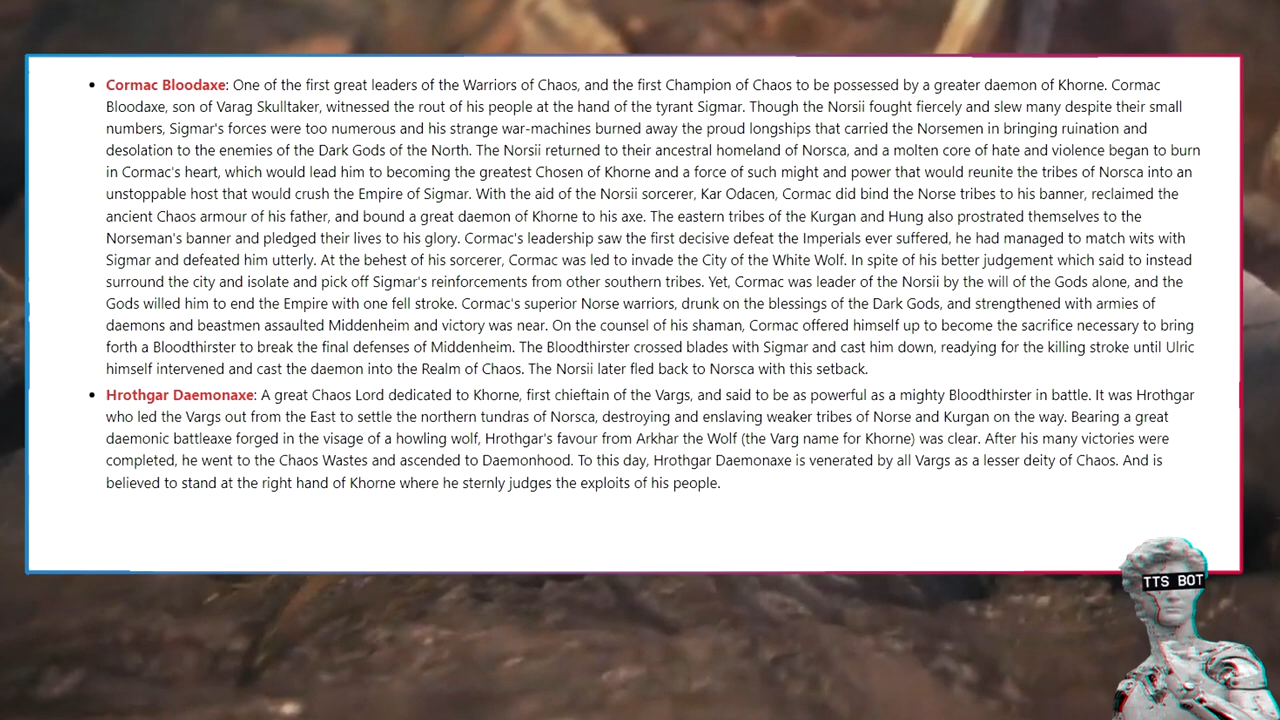 Cormac Bloodaxe: One of the first great leaders of the Warriors of Chaos, and the first Champion of Chaos to be possessed by a greater daemon of Khorne. Cormac
Bloodaxe, son of Varag Skulltaker, witnessed the rout of his people at the hand of the tyrant Sigmar. Though the Norsii fought fiercely and slew many despite their small
numbers, Sigmar's forces were too numerous and his strange war-machines burned away the proud longships that carried the Norsemen in bringing ruination and
desolation to the enemies of the Dark Gods of the North. The Norsii returned to their ancestral homeland of Norsca, and a molten core of hate and violence began to burn
in Cormac's heart, which would lead him to becoming the greatest Chosen of Khorne and a force of such might and power that would reunite the tribes of Norsca into an
unstoppable host that would crush the Empire of Sigmar. With the aid of the Norsii sorcerer, Kar Odacen, Cormac did bind the Norse tribes to his banner, reclaimed the
ancient Chaos armour of his father, and bound a great daemon of Khorne to his axe. The eastern tribes of the Kurgan and Hung also prostrated themselves to the
Norseman's banner and pledged their lives to his glory. Cormac's leadership saw the first decisive defeat the Imperials ever suffered, he had managed to match wits with
Sigmar and defeated him utterly. At the behest of his sorcerer, Cormac was led to invade the City of the White Wolf. In spite of his better judgement which said to instead
surround the city and isolate and pick off Sigmar's reinforcements from other southern tribes. Yet, Cormac was leader of the Norsii by the will of the Gods alone, and the
Gods willed him to end the Empire with one fell stroke. Cormac's superior Norse warriors, drunk on the blessings of the Dark Gods, and strengthened with armies of
daemons and beastmen assaulted Middenheim and victory was near. On the counsel of his shaman, Cormac offered himself up to become the sacrifice necessary to bring
forth a Bloodthirster to break the final defenses of Middenheim. The Bloodthirster crossed blades with Sigmar and cast him down, readying for the killing stroke until Ulric
himself intervened and cast the daemon into the Realm of Chaos. The Norsii later fled back to Norsca with this setback.
Hrothgar Daemonaxe: A great Chaos Lord dedicated to Khorne, first chieftain of the Vargs, and said to be as powerful as a mighty Bloodthirster in battle. It was Hrothgar
who led the Vargs out from the East to settle the northern tundras of Norsca, destroying and enslaving weaker tribes of Norse and Kurgan on the way. Bearing a great
daemonic battleaxe forged in the visage of a howling wolf, Hrothgar's favour from Arkhar the Wolf (the Varg name for Khorne) was clear. After his many victories were
completed, he went to the Chaos Wastes and ascended to Daemonhood. To this day, Hrothgar Daemonaxe is venerated by all Vargs as a lesser deity of Chaos. And is
believed to stand at the right hand of Khorne where he sternly judges the exploits of his people.
TTS BOT